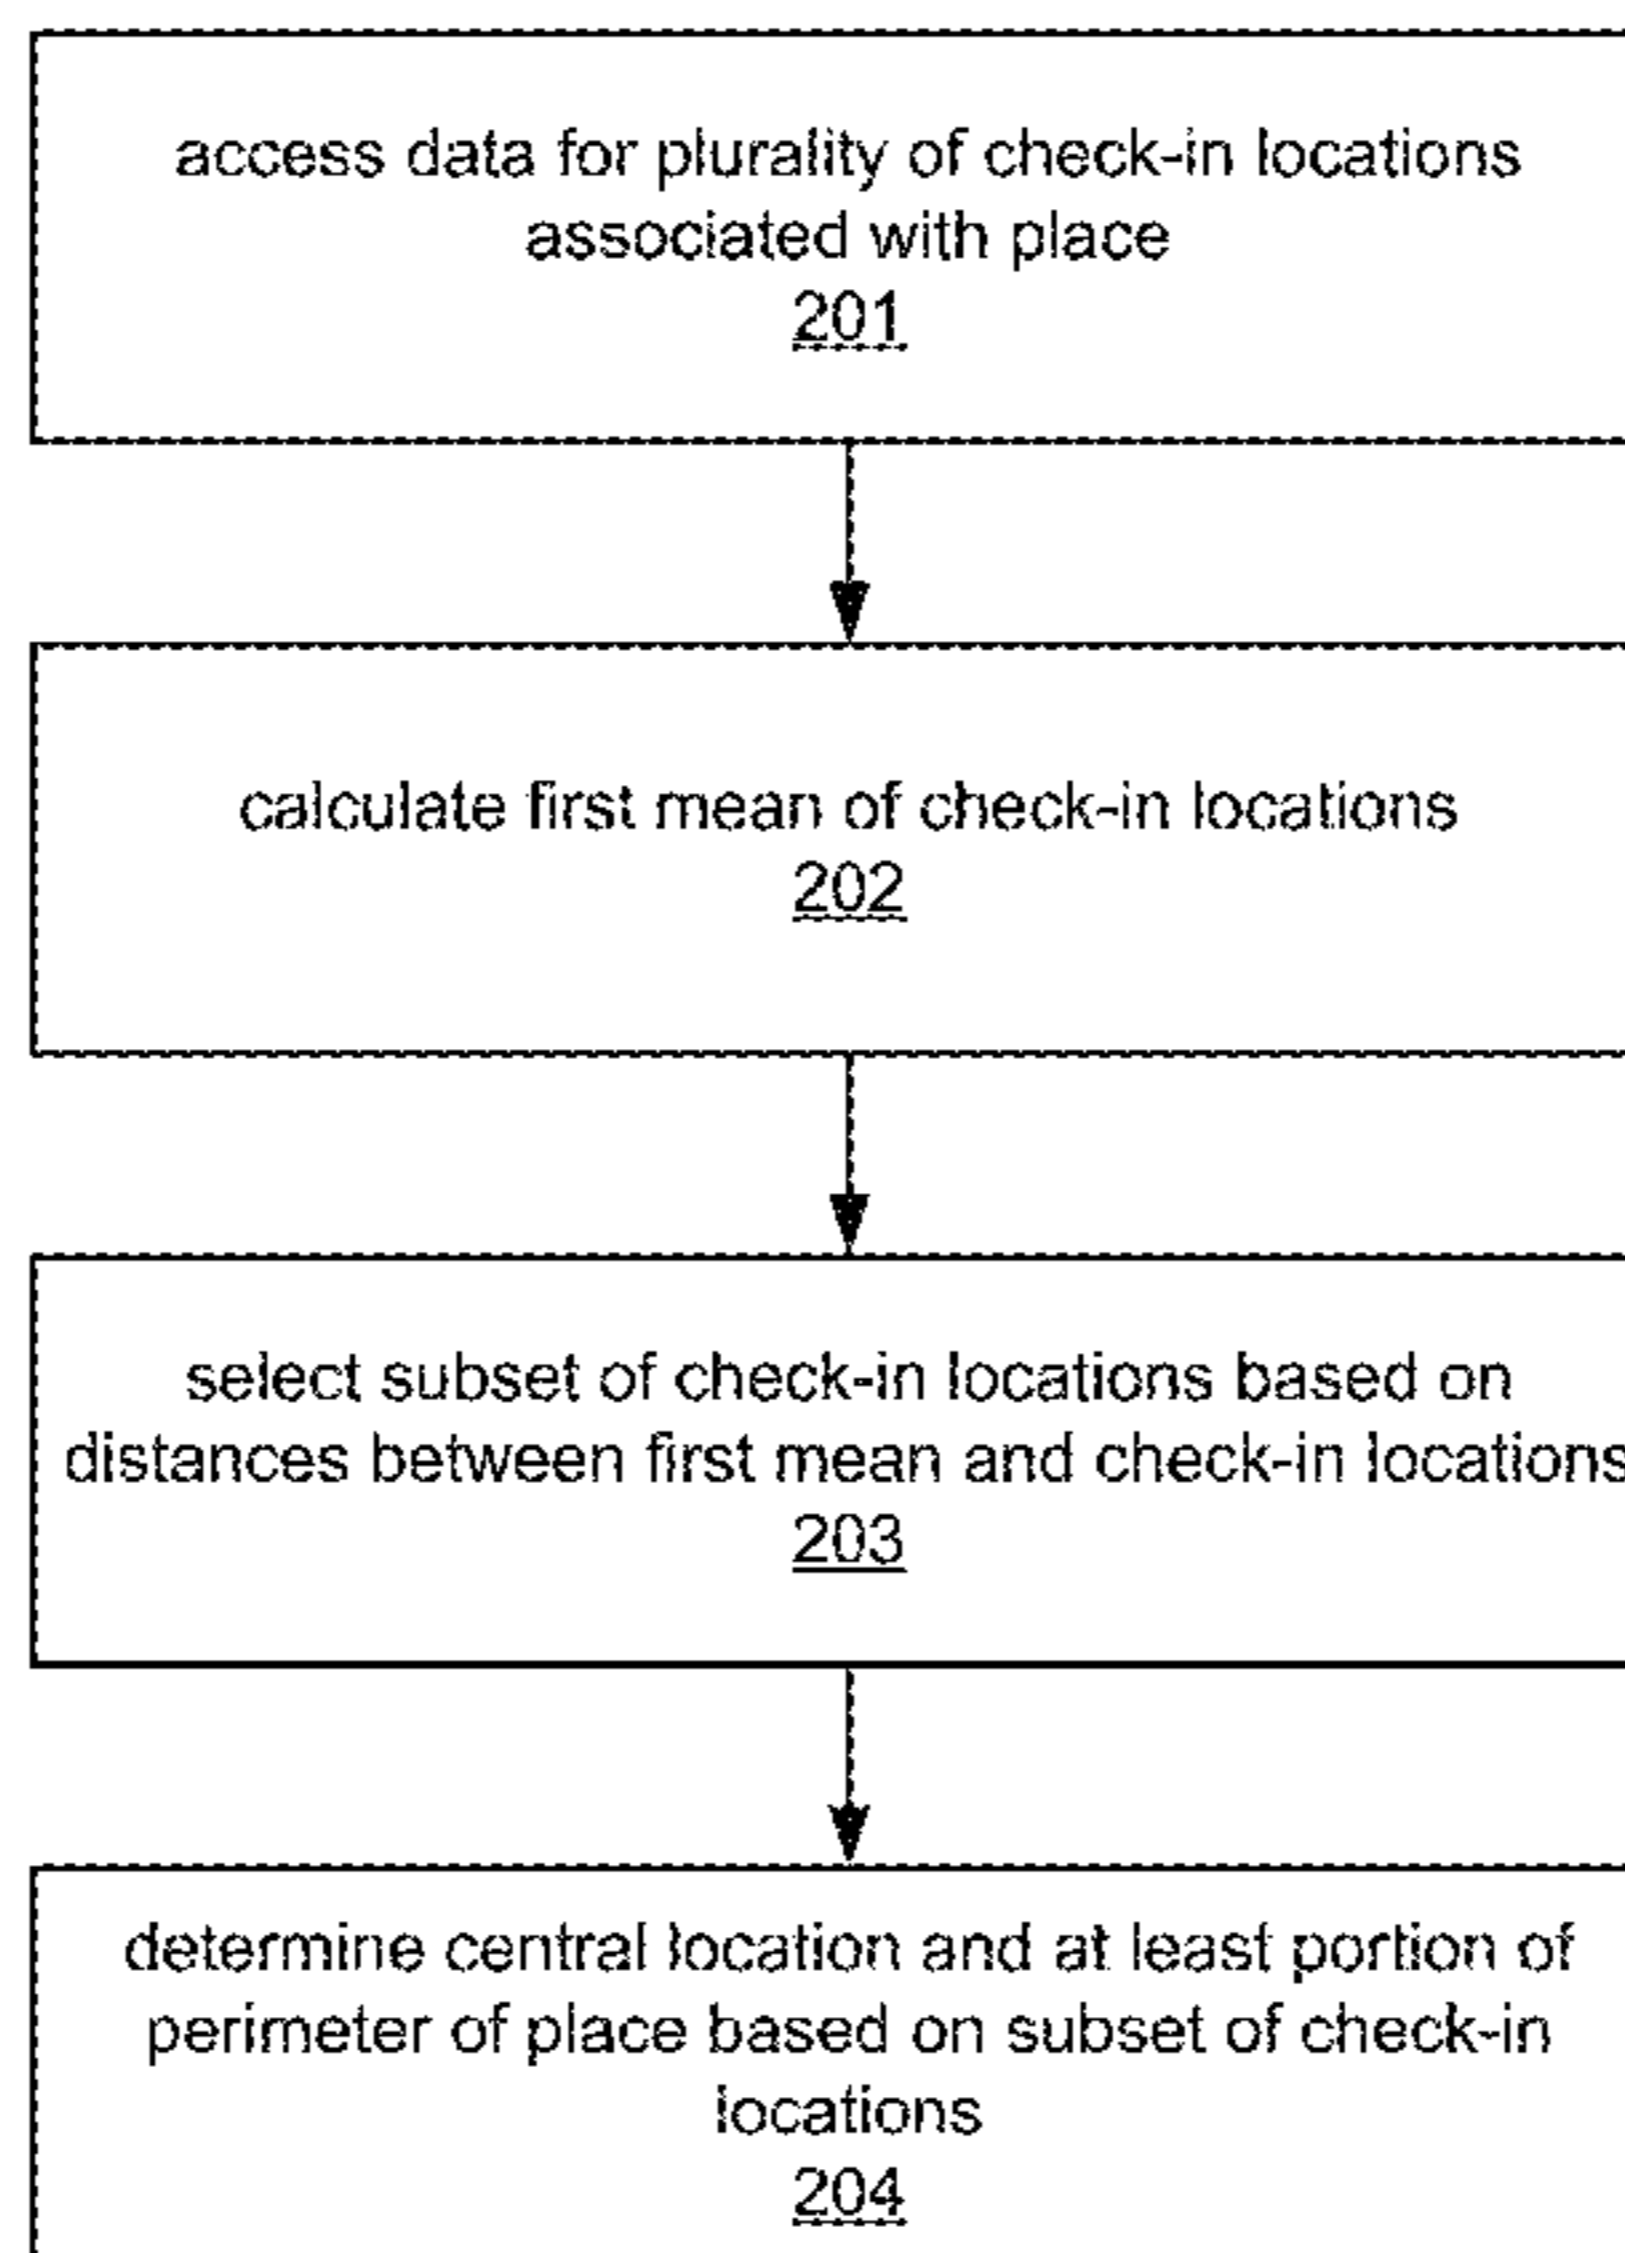 access data for plurality of check-in locations
associated with place
201
calculate first mean of check-in locations
202
select subset of check-in locations based on
distances between first mean and check-in locations
203
determine central location and at least portion of
perimeter of place based on subset of check-in
locations
204